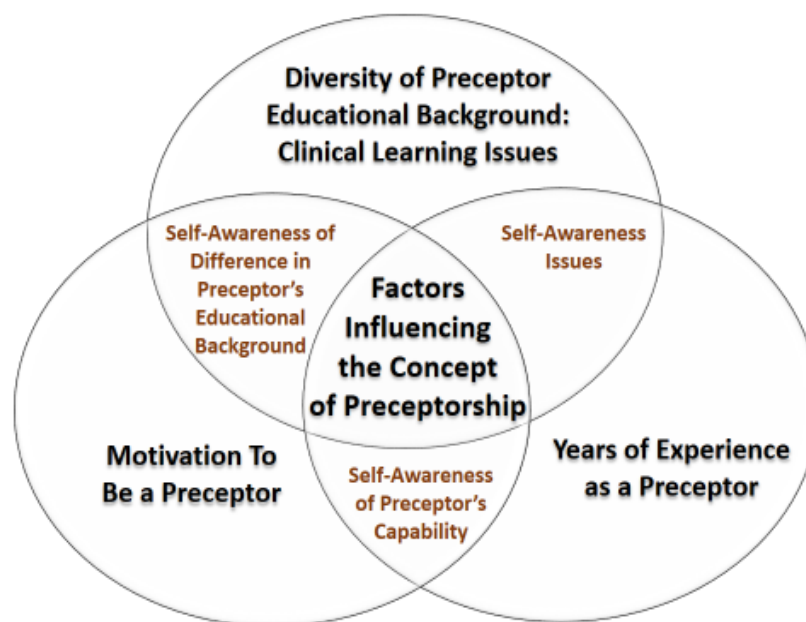 Diversity of Preceptor
Educational Background:
Clinical Learning Issues
Self-Awareness of
Difference in
Preceptor's
Educational
Background
Self-Awareness
Issues
Factors
Influencing
the Concept
of Preceptorship
Motivation To
Be a Preceptor
Years of Experience
as a Preceptor
Self-Awareness
of Preceptor's
Capability